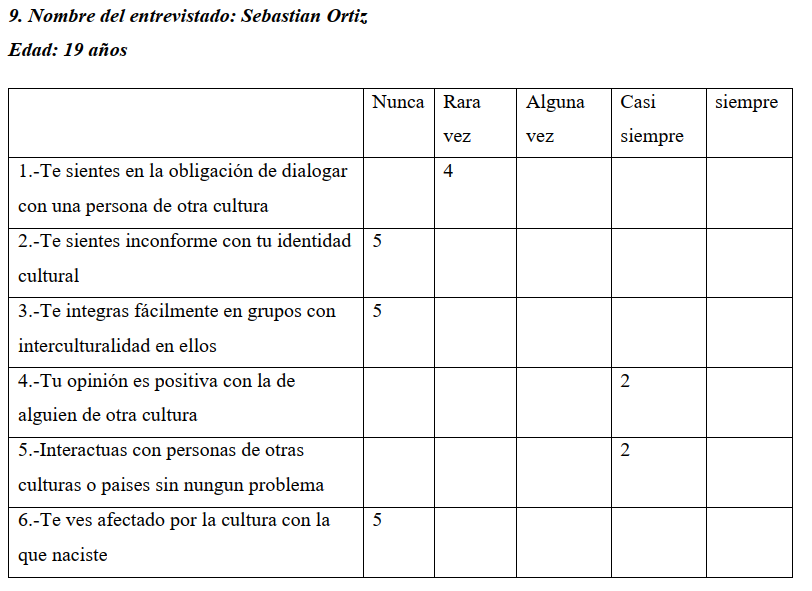 9. Nombre del entrevistado: Sebastian Ortiz
Edad: 19 años
Nunca Rara Alguna Casi siempre
vez vez siempre
1.-Te sientes en la obligación de dialogar 4
con una persona de otra cultura
2.-Te sientes inconforme con tu identidad 5
cultural
3.-Te integras fácilmente en grupos con 5
interculturalidad en ellos
4.-Tu opinión es positiva con la de 2
alguien de otra cultura
5.-Interactuas con personas de otras 2
culturas o paises sin nungun problema
6.-Te ves afectado por la cultura con la 5
que naciste